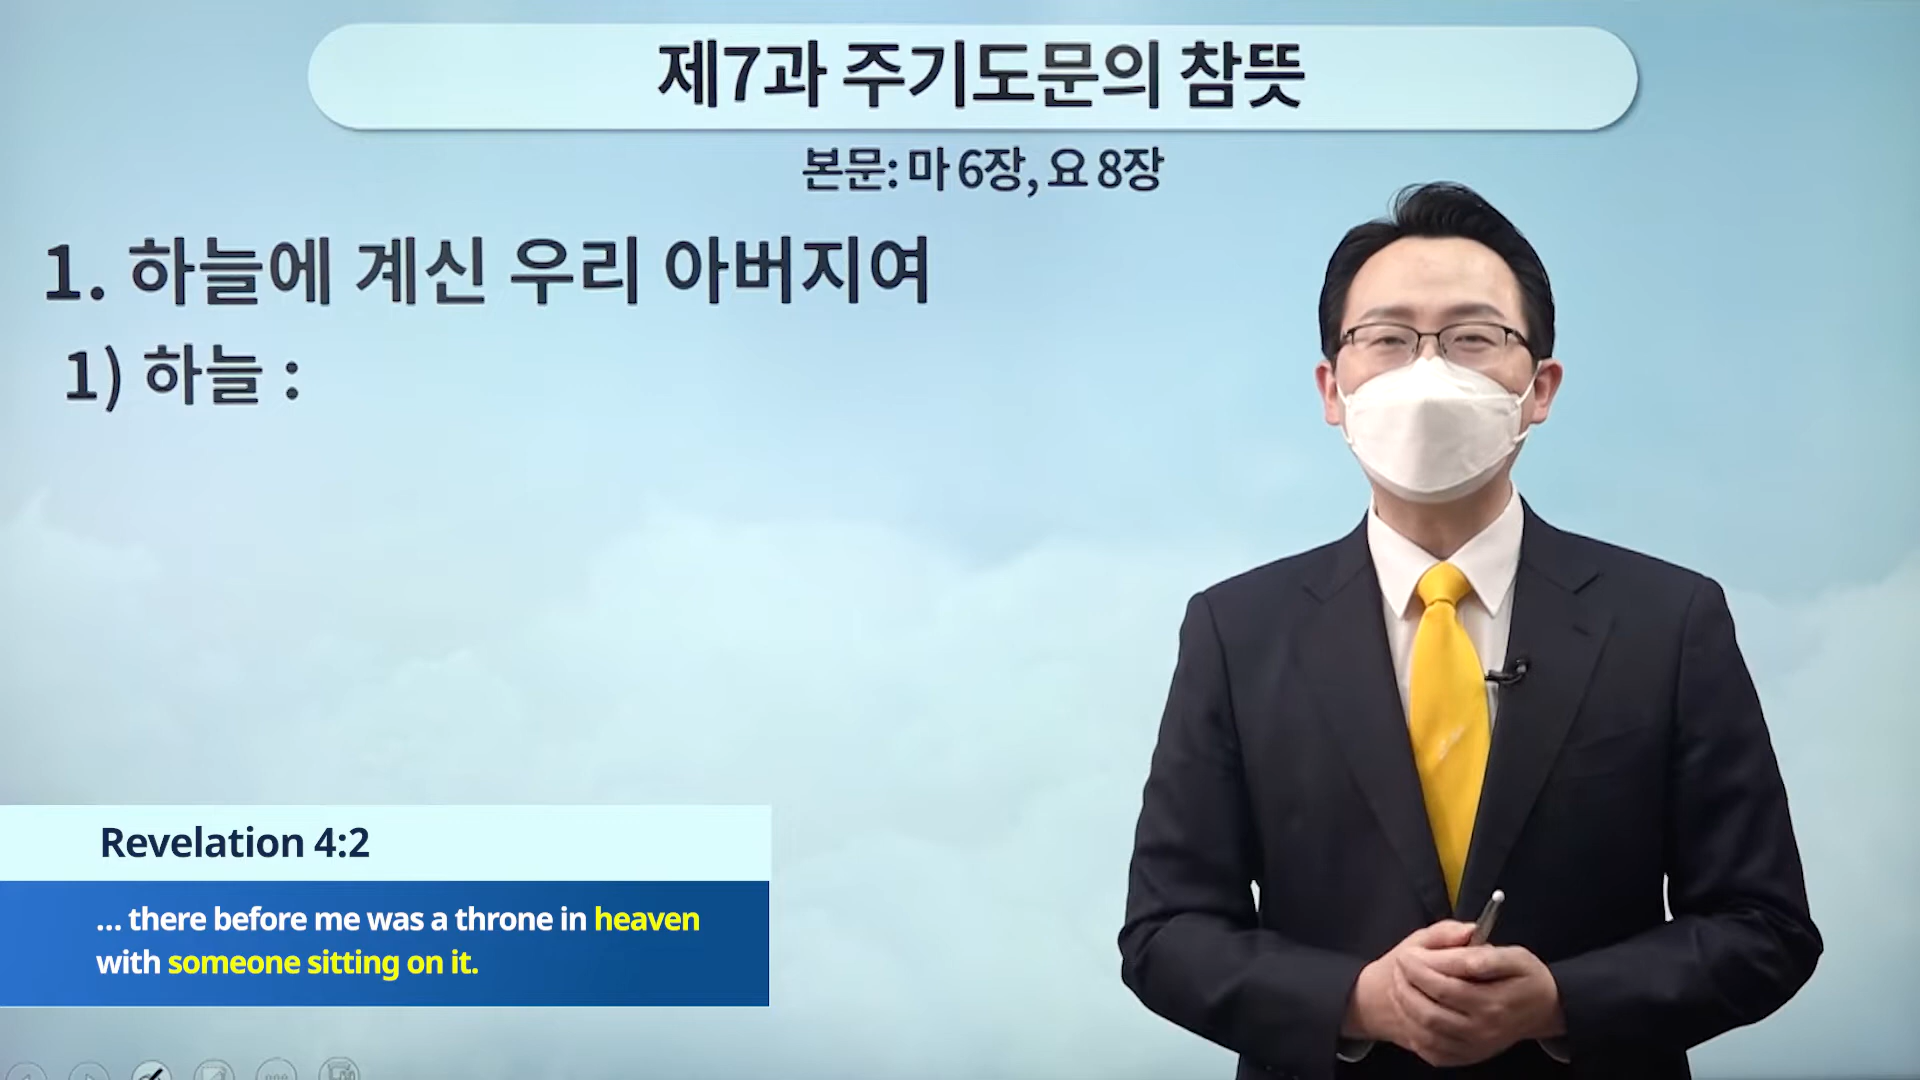 제7과 주기도문의 참뜻
본문: 마 6장, 요 8장
1. 하늘에 계신 우리 아버지여
1) 하늘 :
Revelation 4:2
... there before me was a throne in heaven
with someone sitting on it.